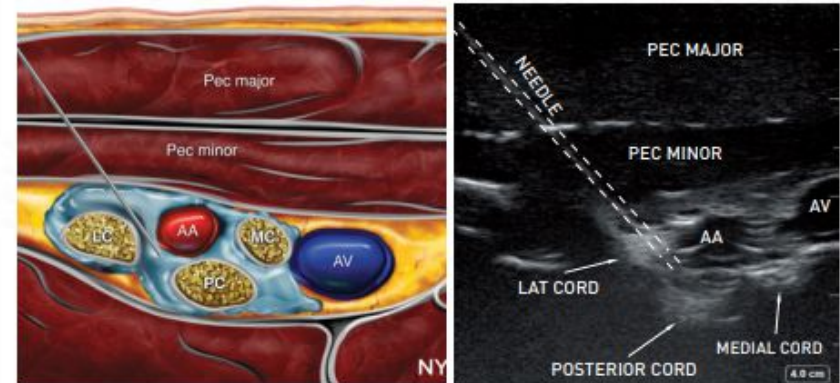 Pec major
Pec minor
LC
AA
MC
PC
AV
NY
NEEDLE
PEC MAJOR
PEC MINOR
AV
AA
LAT CORD
MEDIAL CORD
POSTERIOR CORD
4.0 cm